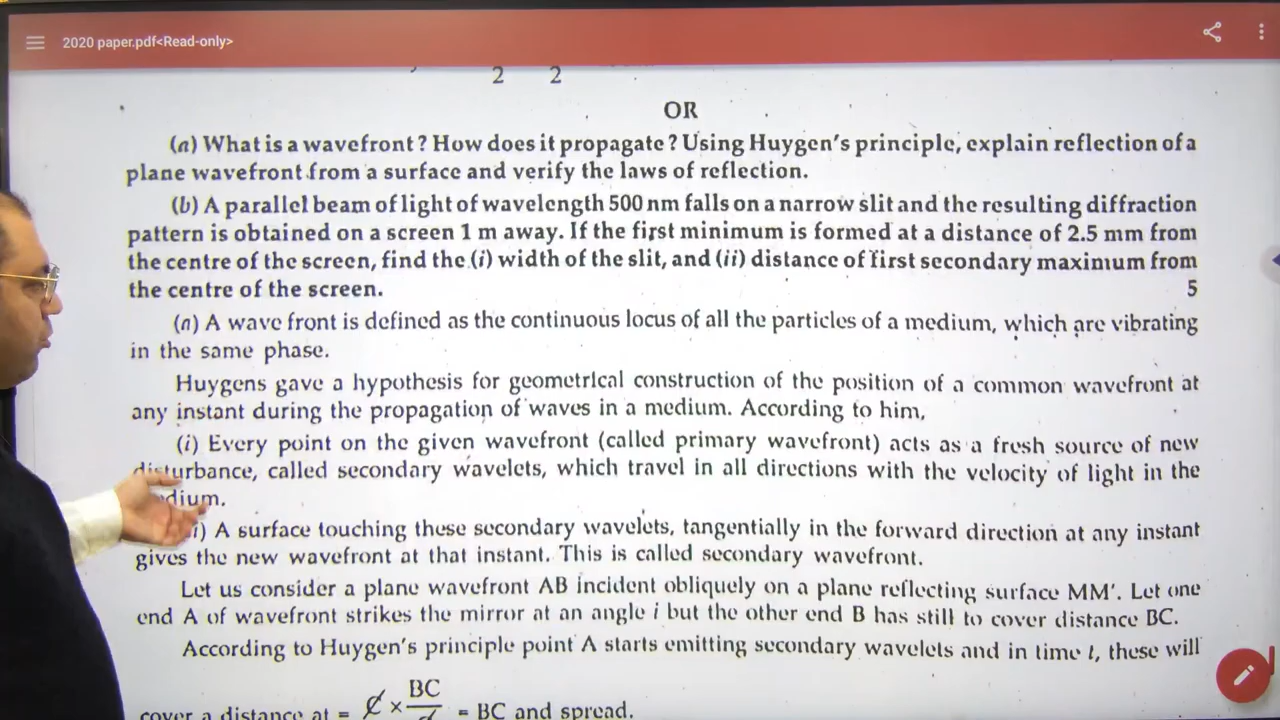 2020 paper.pdf<Read-only>
2 2
OR
(a) What is a wavefront? How does it propagate? Using Huygen's principle, explain reflection of a
plane wavefront from a surface and verify the laws of reflection.
(b) A parallel beam of light of wavelength 500 nm falls on a narrow slit and the resulting diffraction
pattern is obtained on a screen 1 m away. If the first minimum is formed at a distance of 2.5 mm from
the centre of the screen, find the (i) width of the slit, and (ii) distance of first secondary maximum from
the centre of the screen. 5
(a) A wave front is defined as the continuous locus of all the particles of a medium, which are vibrating
in the same phase.
Huygens gave a hypothesis for geometrical construction of the position of a common wavefront at
any instant during the propagation of waves in a medium. According to him,
(i) Every point on the given wavefront (called primary wavefront) acts as a fresh source of new
disturbance, called secondary wavelets, which travel in all directions with the velocity of light in the
dium.
i) A surface touching these secondary wavelets, tangentially in the forward direction at any instant
gives the new wavefront at that instant. This is called secondary wavefront.
Let us consider a plane wavefront AB incident obliquely on a plane reflecting surface MM'. Let one
end A of wavefront strikes the mirror at an angle i but the other end B has still to cover distance BC.
According to Huygen's principle point A starts emitting secondary wavelets and in time t, these will
BC
cover a distance at = c × = BC and spread.